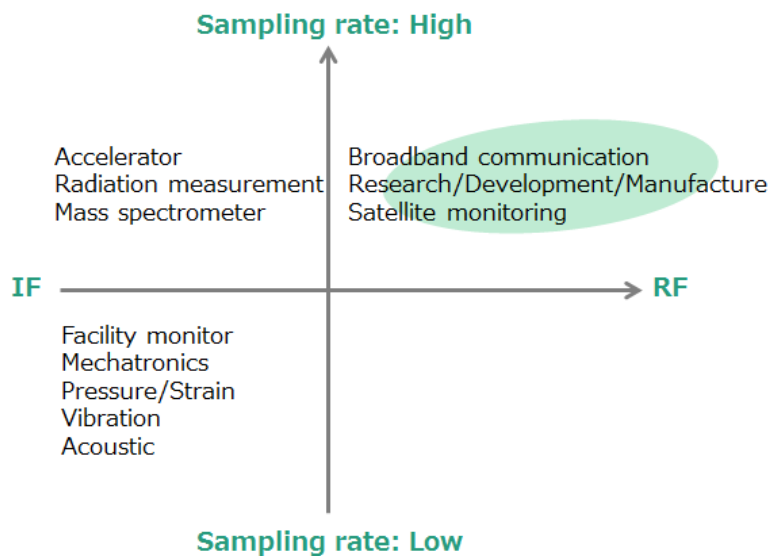 Sampling rate: High
Accelerator
Radiation measurement
Mass spectrometer
Broadband communication
Research/Development/Manufacture
Satellite monitoring
IF
RF
Facility monitor
Mechatronics
Pressure/Strain
Vibration
Acoustic
Sampling rate: Low